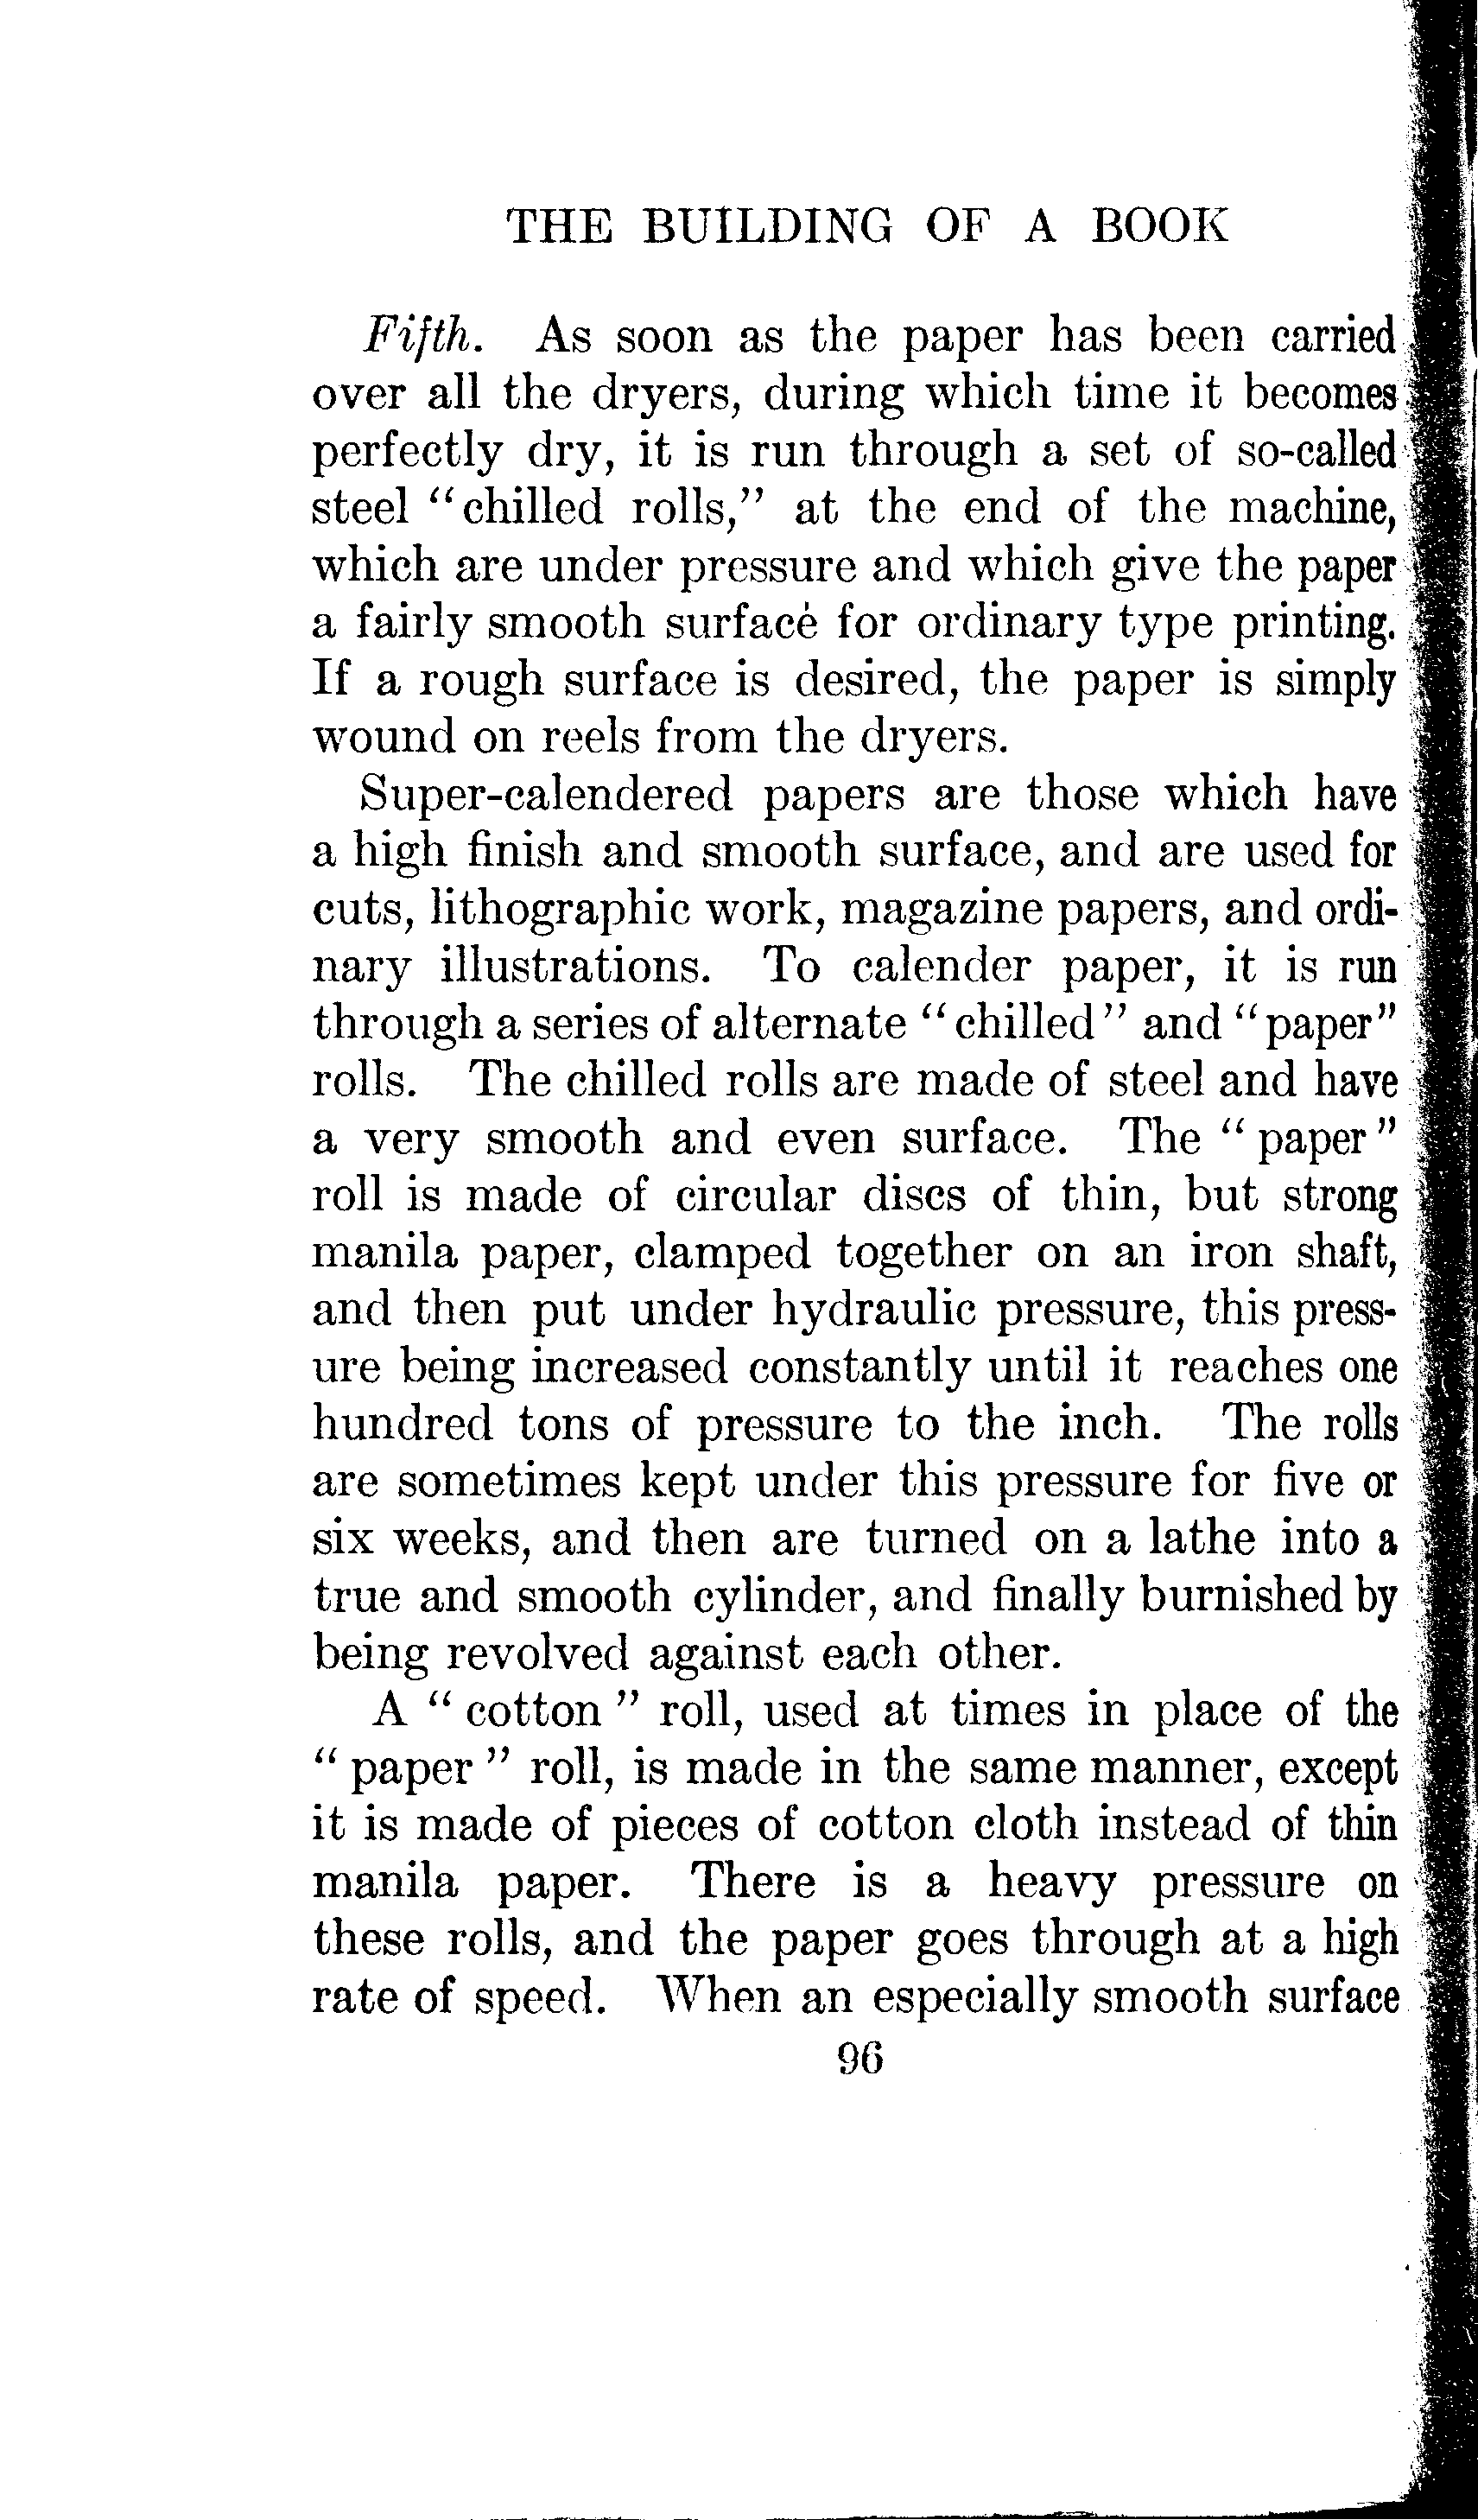 THE BUILDING OF A BOOK
Fifth. As soon as the paper has been carried
over all the dryers, during which time it becomes
perfectly dry, it is run through a set of so-called
steel "chilled rolls," at the end of the machine,
which are under pressure and which give the paper
a fairly smooth surface for ordinary type printing.
If a rough surface is desired, the paper is simply
wound on reels from the dryers.
Super-calendered papers are those which have
a high finish and smooth surface, and are used for
cuts, lithographic work, magazine papers, and ordi-
nary illustrations. To calender paper, it is run
through a series of alternate "chilled" and "paper"
rolls. The chilled rolls are made of steel and have
a very smooth and even surface. The "paper"
roll is made of circular discs of thin, but strong
manila paper, clamped together on an iron shaft,
and then put under hydraulic pressure, this press-
ure being increased constantly until it reaches one
hundred tons of pressure to the inch. The rolls
are sometimes kept under this pressure for five or
six weeks, and then are turned on a lathe into a
true and smooth cylinder, and finally burnished by
being revolved against each other.
A "cotton" roll, used at times in place of the
"paper" roll, is made in the same manner, except
it is made of pieces of cotton cloth instead of thin
manila paper. There is a heavy pressure on
these rolls, and the paper goes through at a high
rate of speed. When an especially smooth surface
96